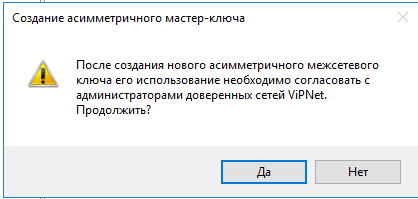 Создание асимметричного мастер-ключа
После создания нового асимметричного межсетевого
ключа его использование необходимо согласовать с
администраторами доверенных сетей ViPNet.
Продолжить?
Да
Нет